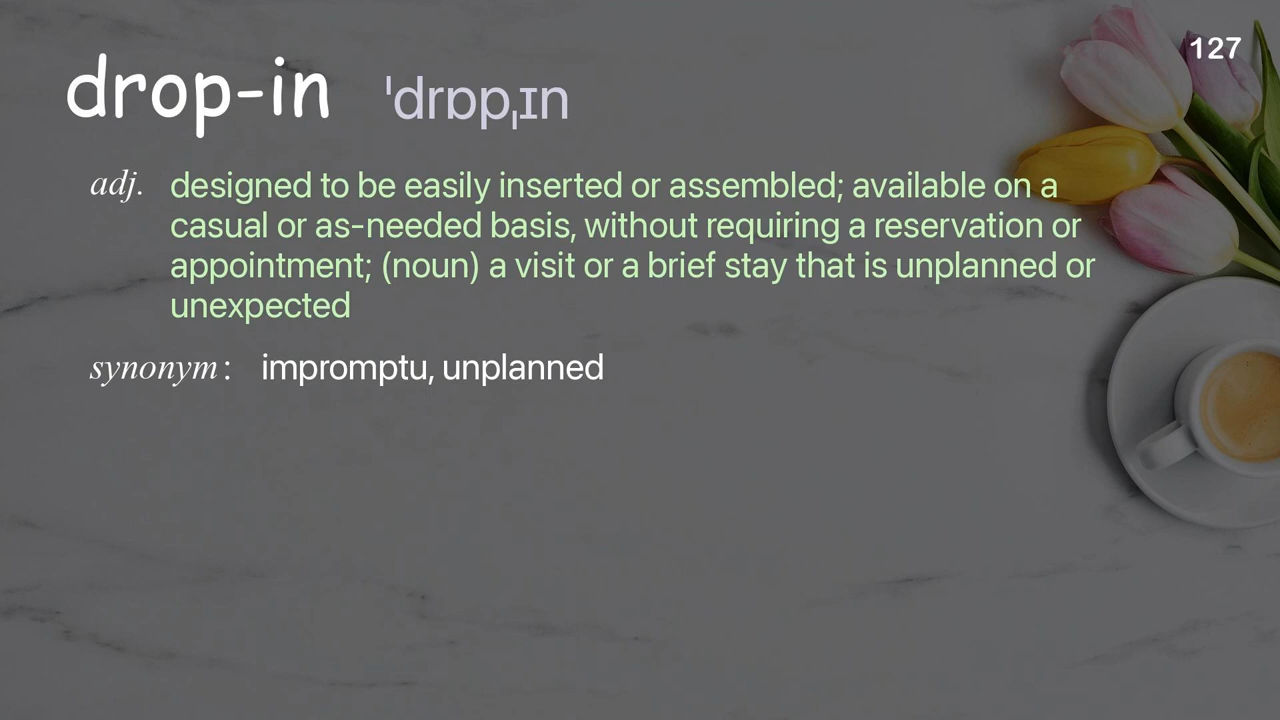 127
drop-in ˈdrɒpˌɪn
adj. designed to be easily inserted or assembled; available on a
casual or as-needed basis, without requiring a reservation or
appointment; (noun) a visit or a brief stay that is unplanned or
unexpected
synonym: impromptu, unplanned